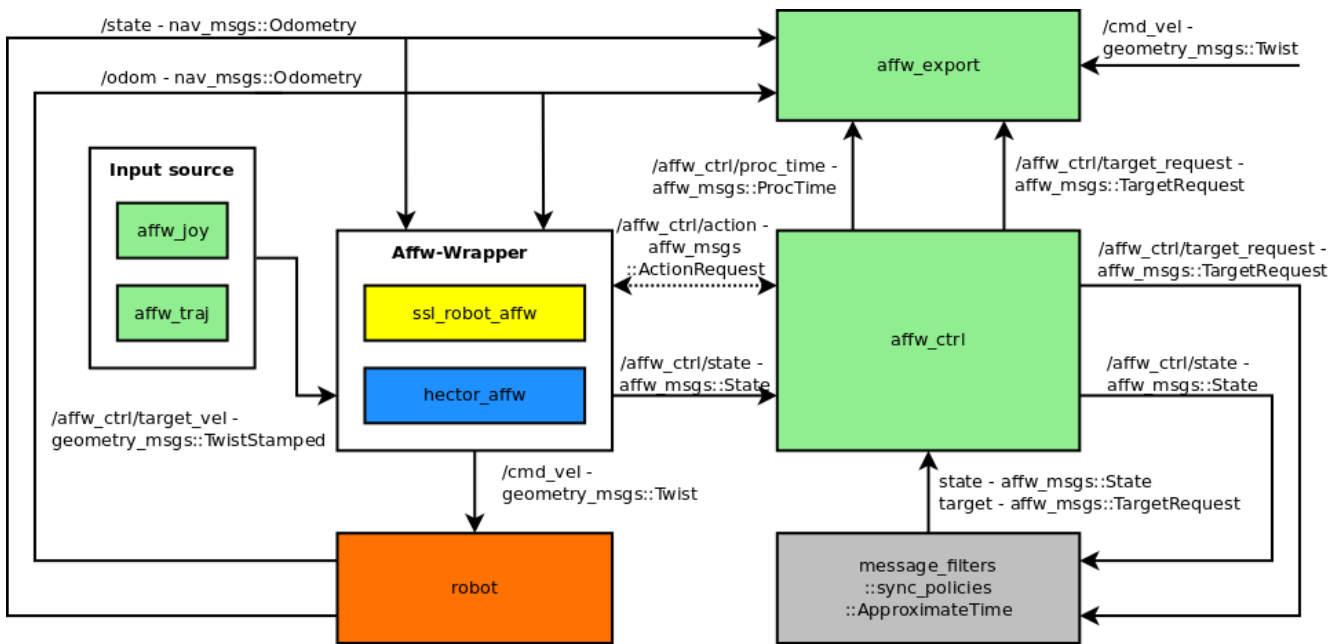 /state - nav_msgs::Odometry
/cmd_vel -
geometry_msgs::Twist
affw_export
/odom - nav_msgs::Odometry
Input source
affw_joy
affw_traj
/affw_ctrl/proc_time -
affw_msgs::ProcTime
/affw_ctrl/target_request -
affw_msgs::TargetRequest
/affw_ctrl/action -
affw_msgs
::ActionRequest
Affw-Wrapper
ssl_robot_affw
hector_affw
/affw_ctrl/target_request -
affw_msgs::TargetRequest
affw_ctrl
/affw_ctrl/state -
affw_msgs::State
/affw_ctrl/state -
affw_msgs::State
/affw_ctrl/target_vel -
geometry_msgs::TwistStamped
/cmd_vel -
geometry_msgs::Twist
state - affw_msgs::State
target - affw_msgs::TargetRequest
robot
message_filters
::sync_policies
::ApproximateTime